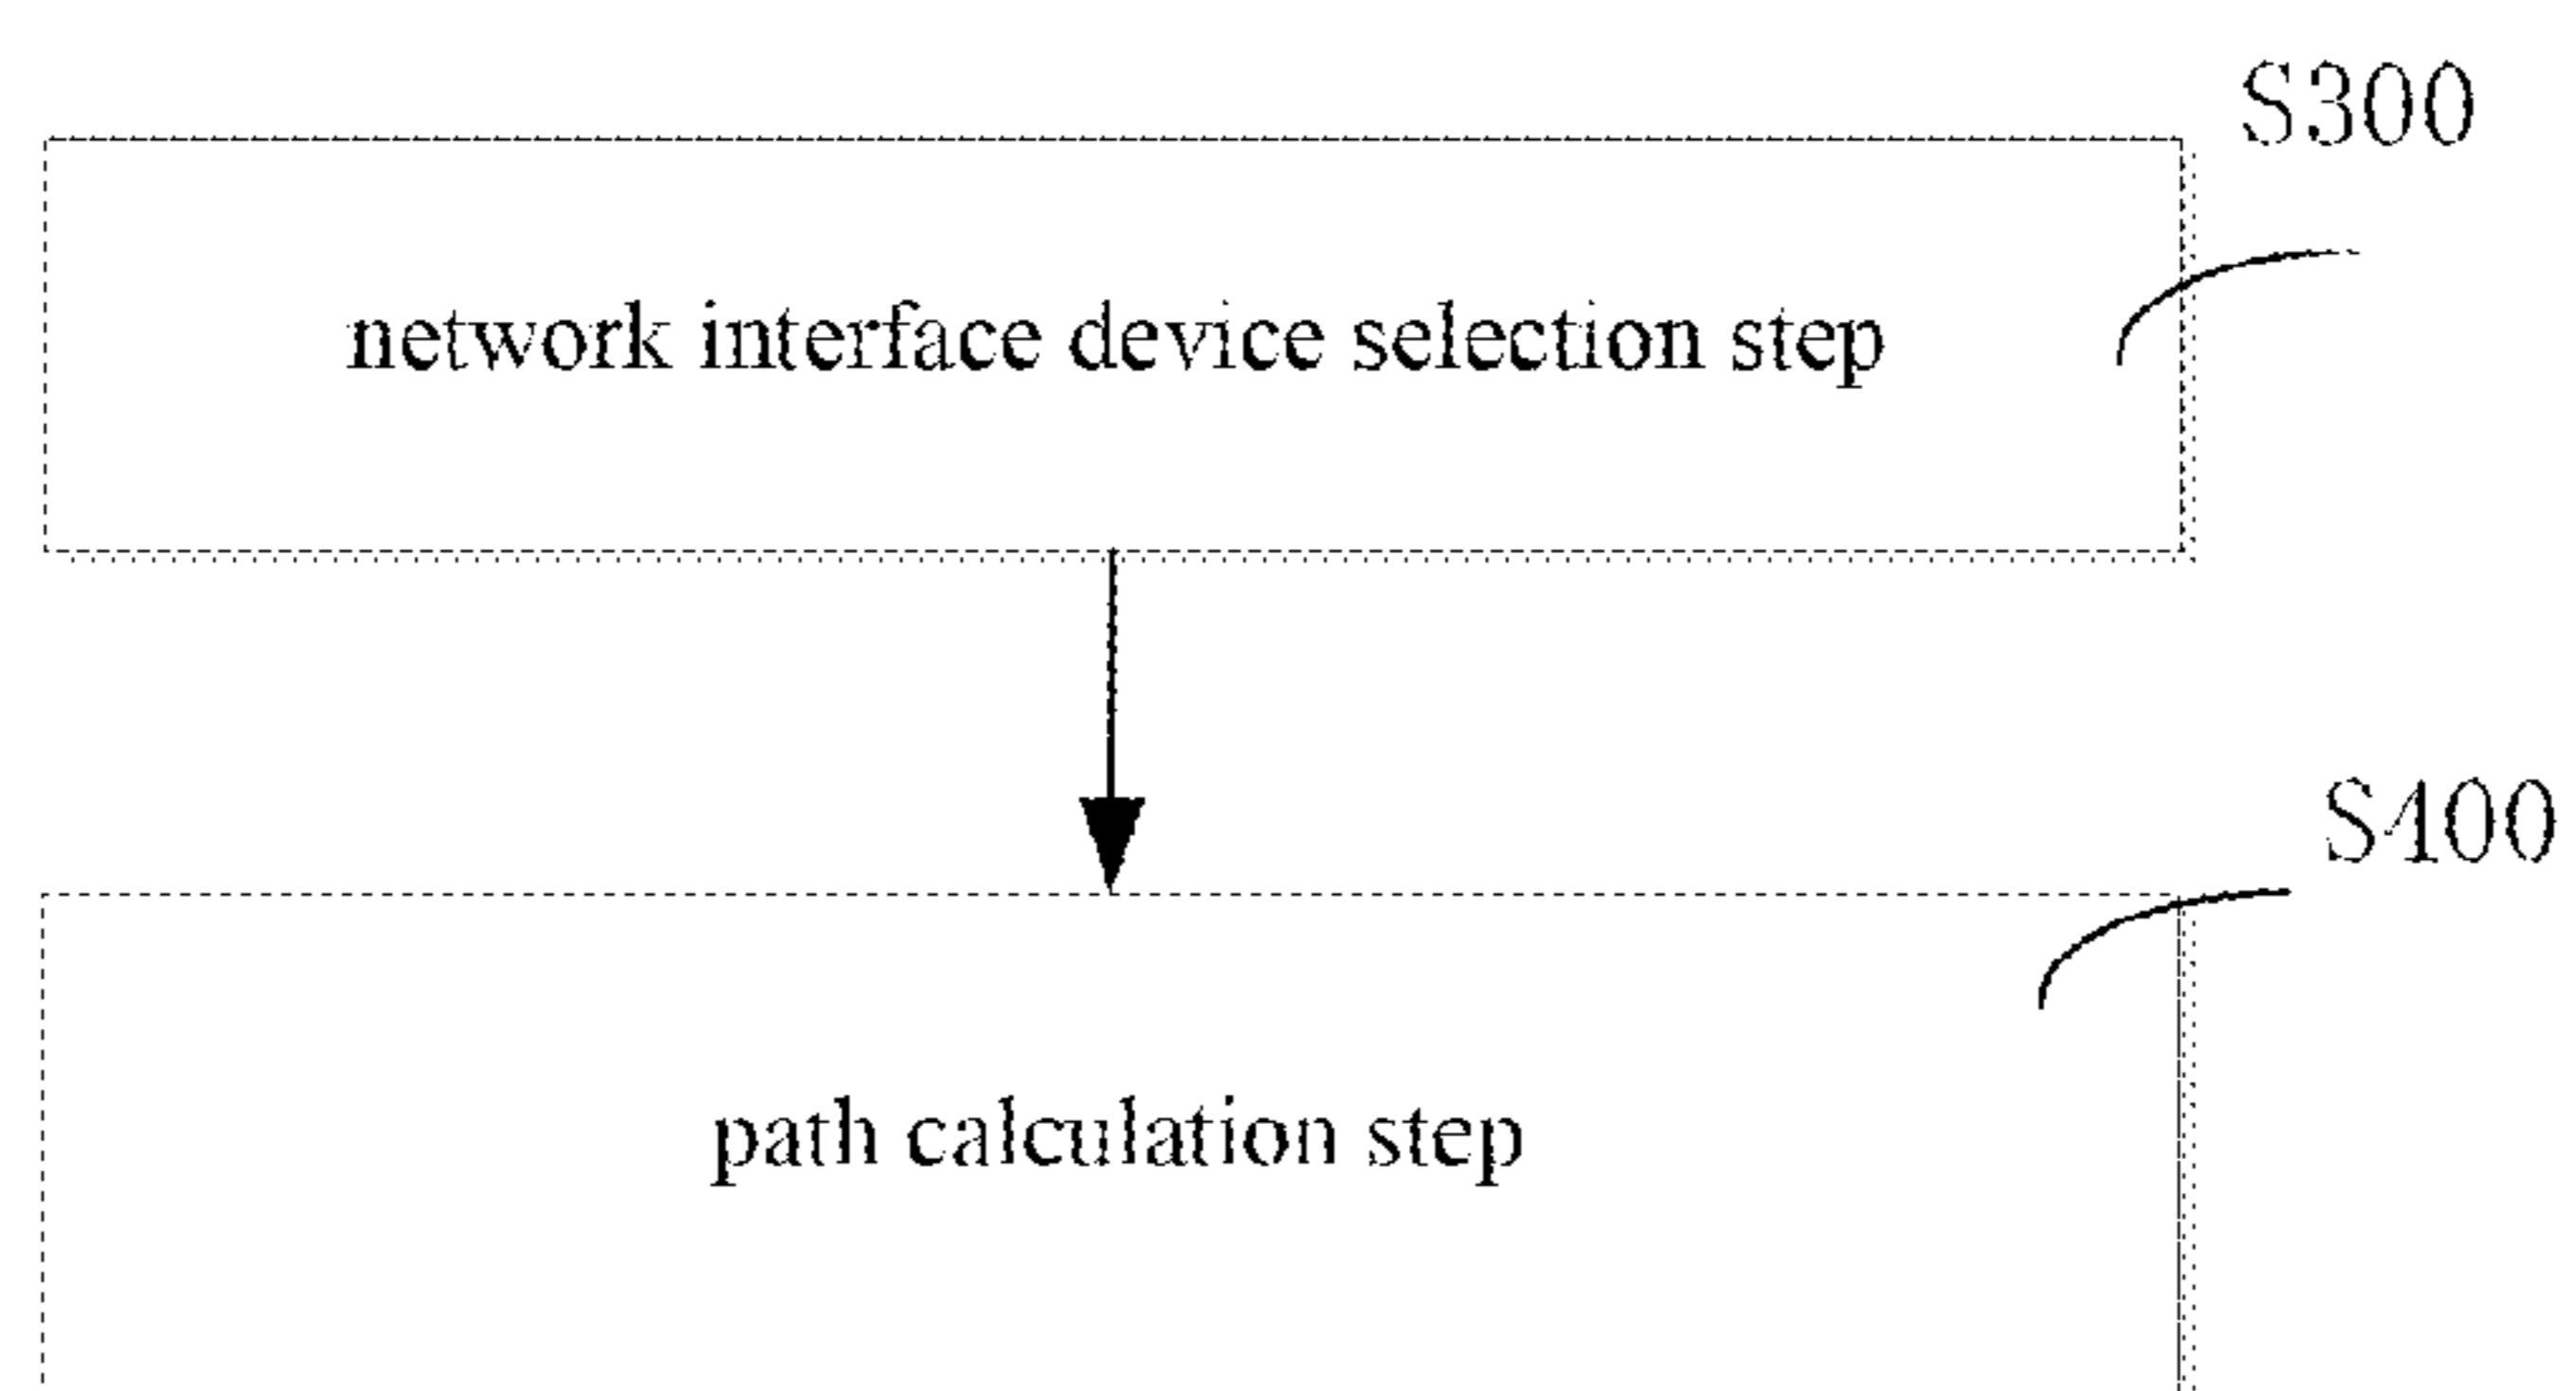 S300
network interface device selection step
S400
path calculation step